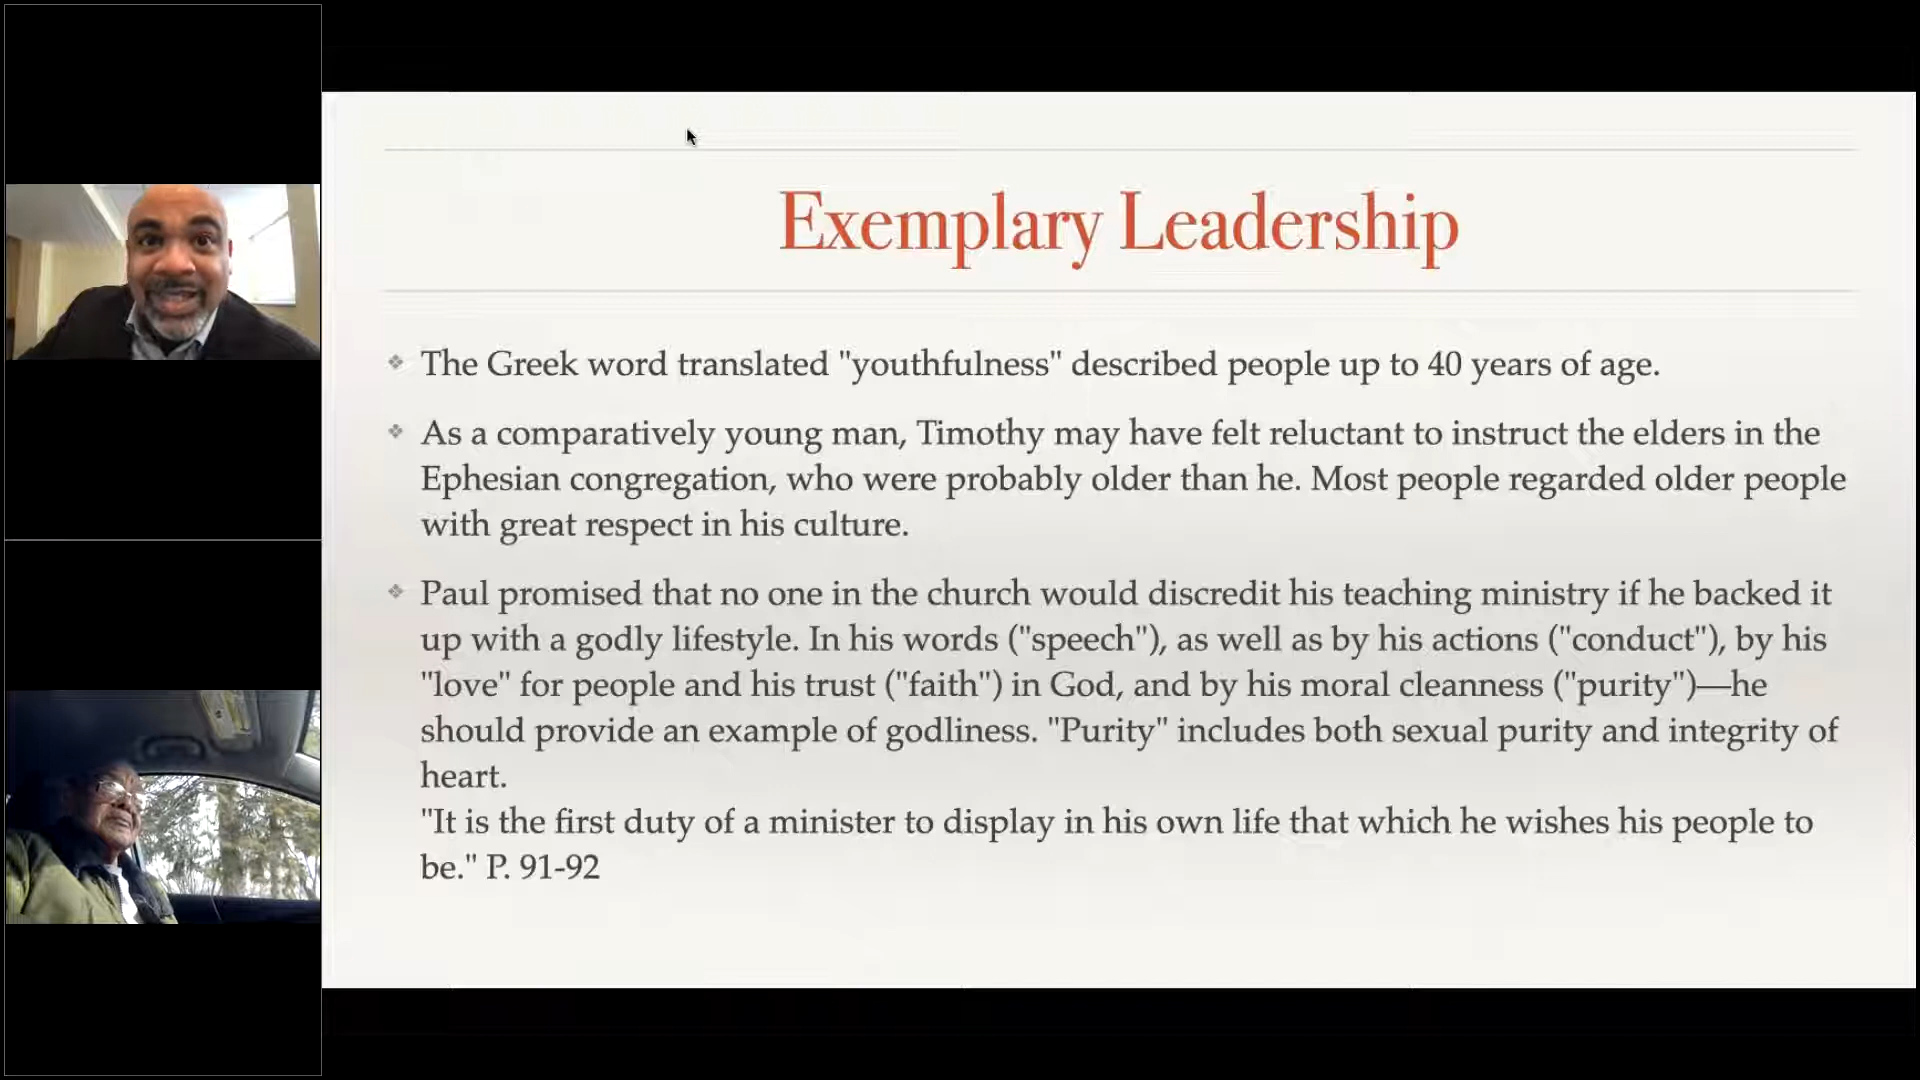 Exemplary Leadership
The Greek word translated "youthfulness" described people up to 40 years of age.
As a comparatively young man, Timothy may have felt reluctant to instruct the elders in the
Ephesian congregation, who were probably older than he. Most people regarded older people
with great respect in his culture.
Paul promised that no one in the church would discredit his teaching ministry if he backed it
up with a godly lifestyle. In his words ("speech"), as well as by his actions ("conduct"), by his
"love" for people and his trust ("faith") in God, and by his moral cleanness ("purity")—he
should provide an example of godliness. "Purity" includes both sexual purity and integrity of
heart.
"It is the first duty of a minister to display in his own life that which he wishes his people to
be." P. 91-92